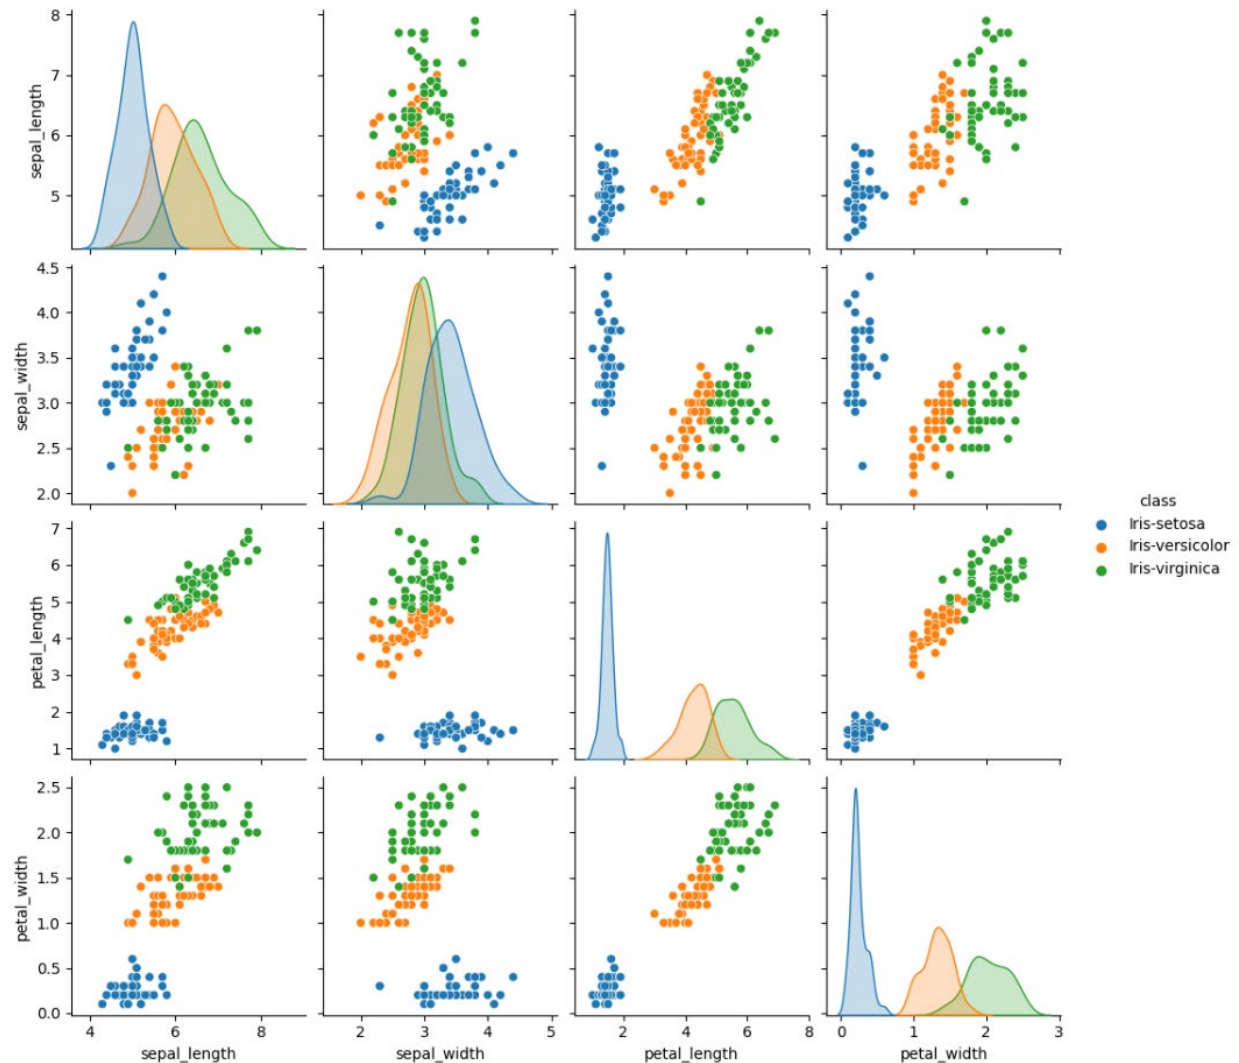 8
7
6
5
sepal_length
4.5
4.0
3.5
3.0
2.5
2.0
sepal_width
class
Iris-setosa
Iris-versicolor
Iris-virginica
7
6
5
4
3
2
1
petal_length
2.5
2.0
1.5
1.0
0.5
0.0
petal_width
4 6 8
sepal_length
2 3 4 5
sepal_width
2 4 6 8
petal_length
0 1 2 3
petal_width